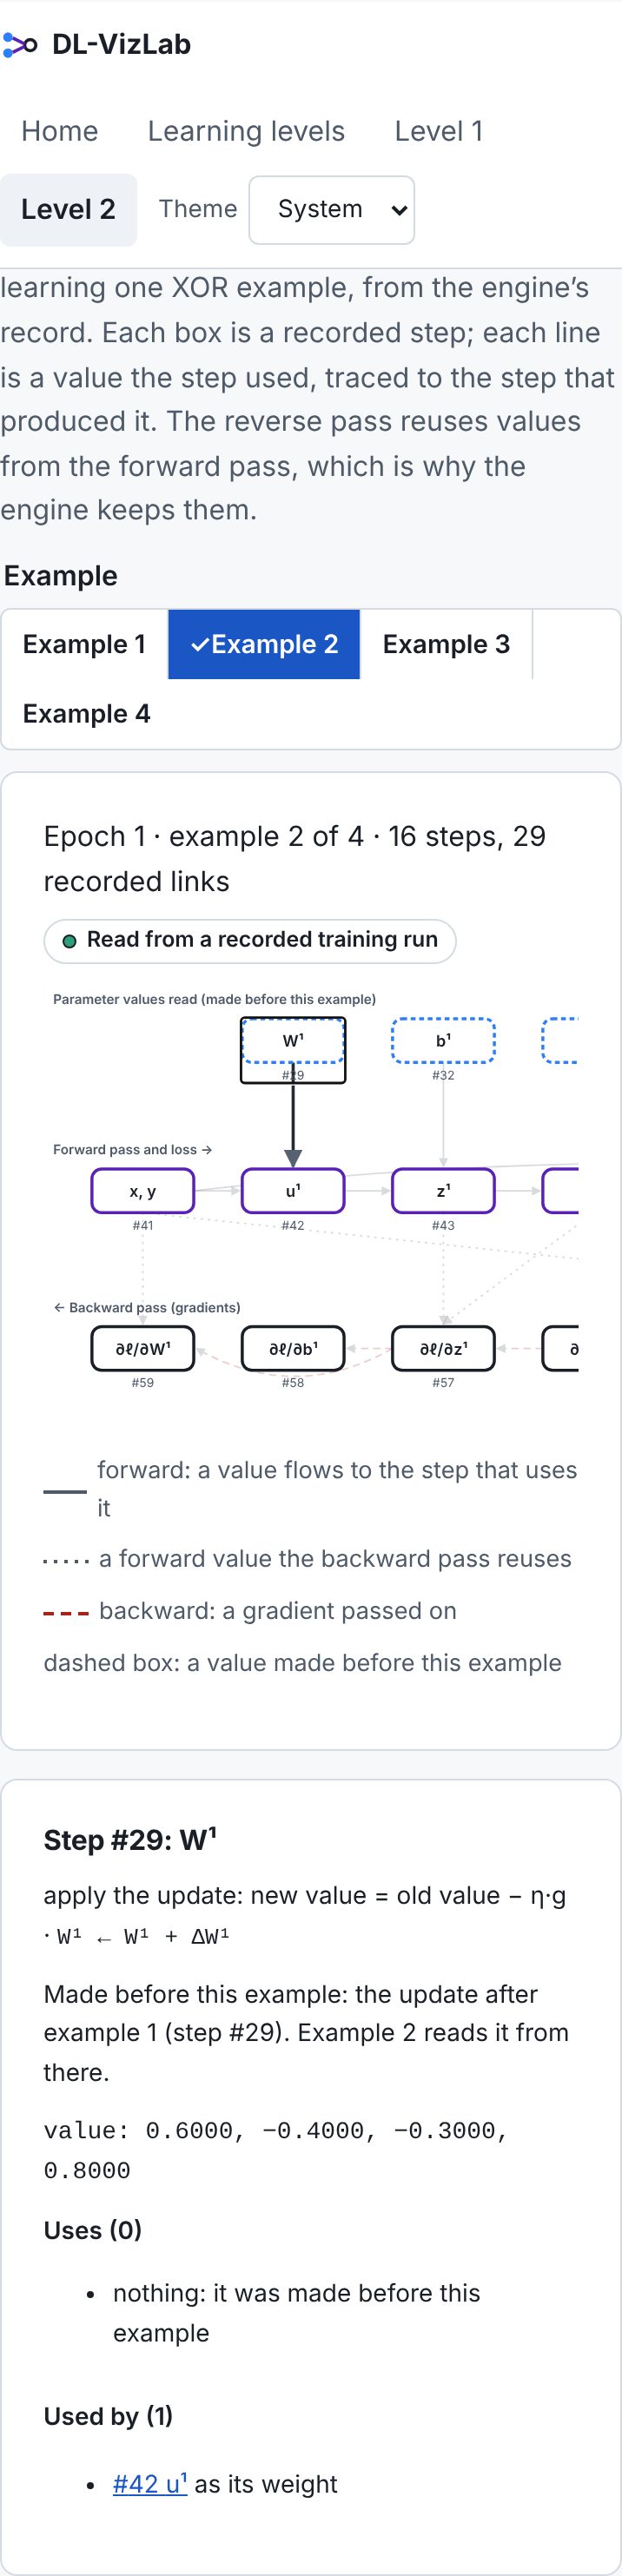 DL-VizLab
Home Learning levels Level 1
Level 2 Theme System
learning one XOR example, from the engine’s
record. Each box is a recorded step; each line
is a value the step used, traced to the step that
produced it. The reverse pass reuses values
from the forward pass, which is why the
engine keeps them.
Example
Example 1 ✓Example 2 Example 3
Example 4
Epoch 1 · example 2 of 4 · 16 steps, 29
recorded links
Read from a recorded training run
Parameter values read (made before this example)
W¹ b¹
#29 #32
Forward pass and loss →
x, y u¹ z¹
#41 #42 #43
← Backward pass (gradients)
∂ℓ/∂W¹ ∂ℓ/∂b¹ ∂ℓ/∂z¹ ∂
#59 #58 #57
forward: a value flows to the step that uses
it
a forward value the backward pass reuses
backward: a gradient passed on
dashed box: a value made before this example
Step #29: W¹
apply the update: new value = old value − η·g
· W¹ ← W¹ + ΔW¹
Made before this example: the update after
example 1 (step #29). Example 2 reads it from
there.
value: 0.6000, −0.4000, −0.3000,
0.8000
Uses (0)
• nothing: it was made before this
example
Used by (1)
• #42 u¹ as its weight